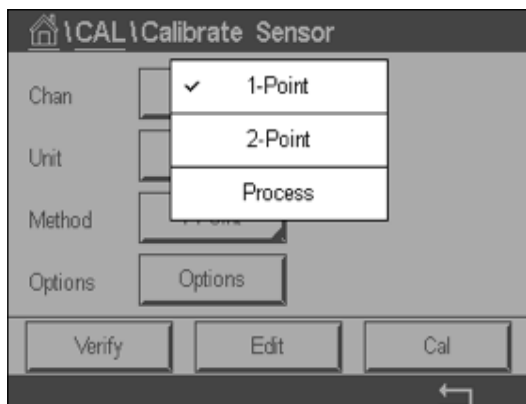 \CAL\Calibrate Sensor
Chan
✓ 1-Point
2-Point
Unit
Process
Method
Options Options
Verify Edit Cal